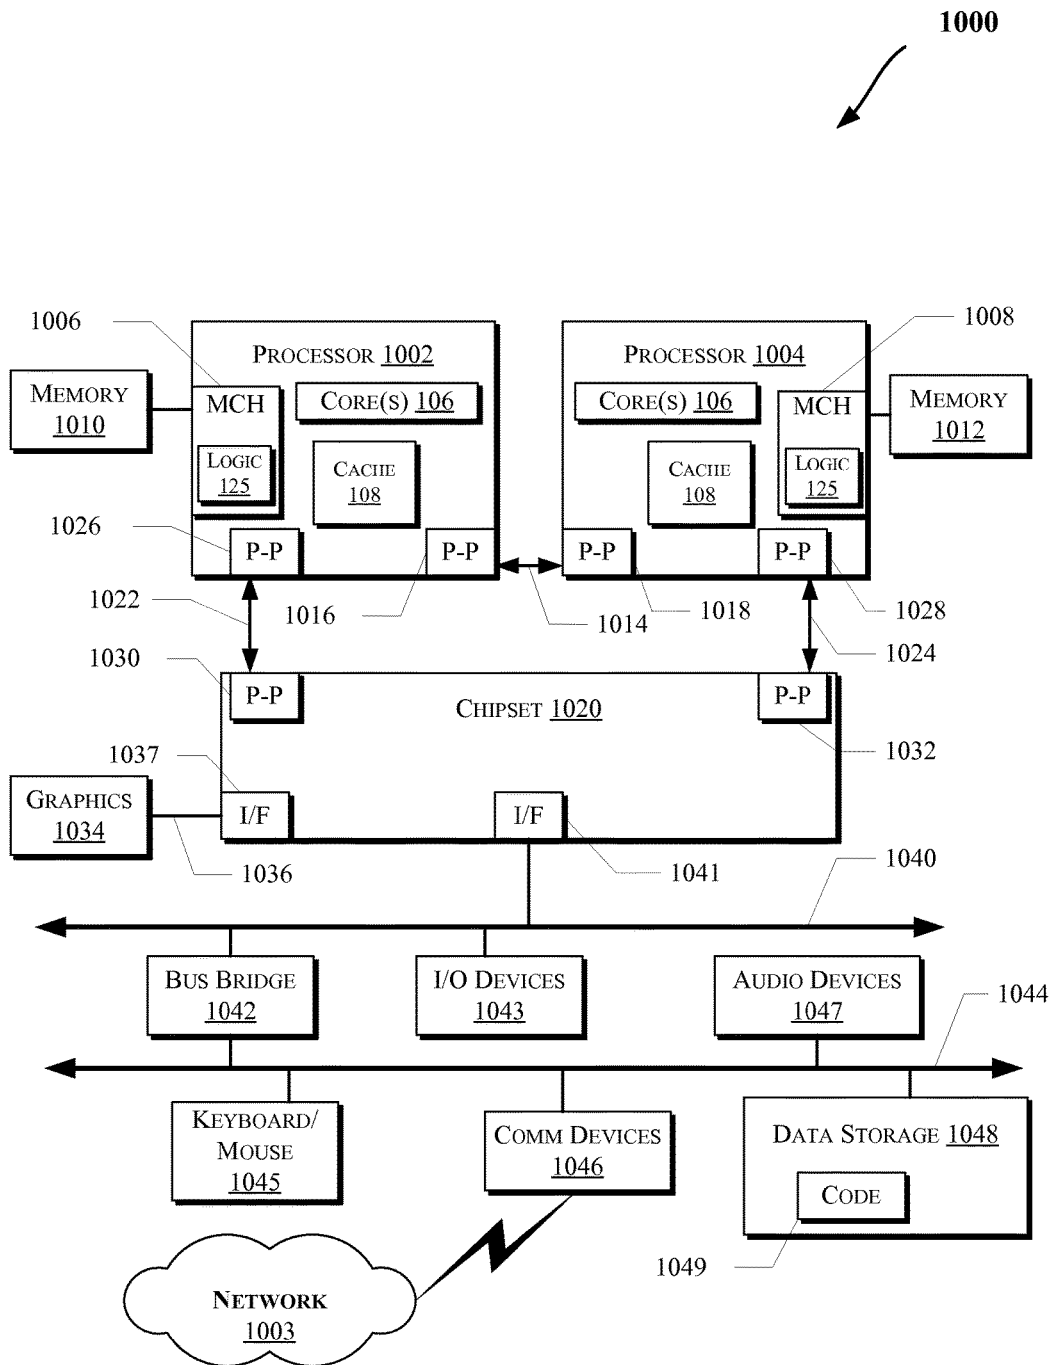 1000
1006
1008
PROCESSOR 1002
PROCESSOR 1004
MEMORY
1010
MCH
CORE(S) 106
CORE(S) 106
MCH
MEMORY
1012
LOGIC
125
CACHE
108
CACHE
108
LOGIC
125
1026
P-P
P-P
P-P
P-P
1022
1016
1014
1018
1028
1024
1030
P-P
CHIPSET 1020
P-P
1032
1037
GRAPHICS
1034
I/F
I/F
1036
1041
1040
BUS BRIDGE
1042
I/O DEVICES
1043
AUDIO DEVICES
1047
1044
KEYBOARD/
MOUSE
1045
COMM DEVICES
1046
DATA STORAGE 1048
CODE
1049
NETWORK
1003